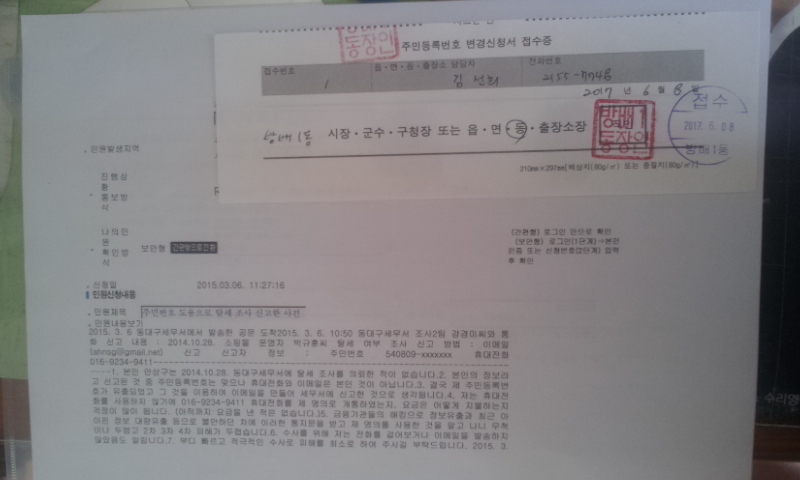 동장인
주민등록번호 변경신청서 접수증
접수번호 읍·면·동·출장소 담당자 전화번호
1 김선희 2155-7748
2017년 6월 8일
방배1동 시장·군수·구청장 또는 읍·면·동·출장소장
방배1
동장인
접수
2017. 6. 08
방배1동
210㎜×297㎜[백상지(80g/㎡) 또는 중질지(80g/㎡)]
민원발생지역
진행상
황
통보방
식
나의민
원
확인방
식
보안형 간편형으로전환
(간편형) 로그인 만으로 확인
(보안형) 로그인(1단계)->본인
인증 또는 신청번호(2단계) 입력
후 확인
신청일 2015.03.06. 11:27:16
민원신청내용
민원제목 주민번호 도용으로 탈세 조사 신고한 사건
민원내용보기
2015. 3. 6 동대구세무서에서 발송한 공문 도착2015. 3. 6. 10:50 동대구세무서 조사2팀 강경미씨와 통
화 신고 내용 : 2014.10.28. 쇼핑몰 운영자 박규훈씨 탈세 여부 조사 신고 방법 : 이메일
(ahnsg@gmail.net) 신고 신고자 정보 : 주민번호 540809-xxxxxxx 휴대전화
016-9234-9411
1. 본인 안성구는 2014.10.28. 동대구세무서에 탈세 조사를 의뢰한 적이 없습니다.2. 본인의 정보라
고 신고된 것 중 주민등록번호는 맞으나 휴대전화와 이메일은 본인 것이 아닙니다.3. 결국 제 주민등록번
호가 유출되었고 그 것을 이용하여 이메일을 만들어 세무서에 신고한 것으로 생각됩니다.4. 저는 휴대전
화를 사용하지 않기에 016-9234-9411 휴대전화를 제 명의로 개통하였는지, 요금은 어떻게 지불하는지
걱정이 많이 됩니다. (아직까지 요금을 낸 적은 없습니다.)5. 금융기관들의 해킹으로 정보유출과 최근 이
어진 정보 대량유출 등으로 불안하던 차에 이러한 통지문을 받고 제 명의를 사용한 것을 알고 나니 무척
이나 두렵고 2차 3차 4차 피해가 두렵습니다.6. 수사를 위해 저는 전화를 걸어보거나 이메일을 발송하지
않았음도 알립니다.7. 부디 빠르고 적극적인 수사로 피해를 최소로 하여 주시길 부탁드립니다. 2015. 3.